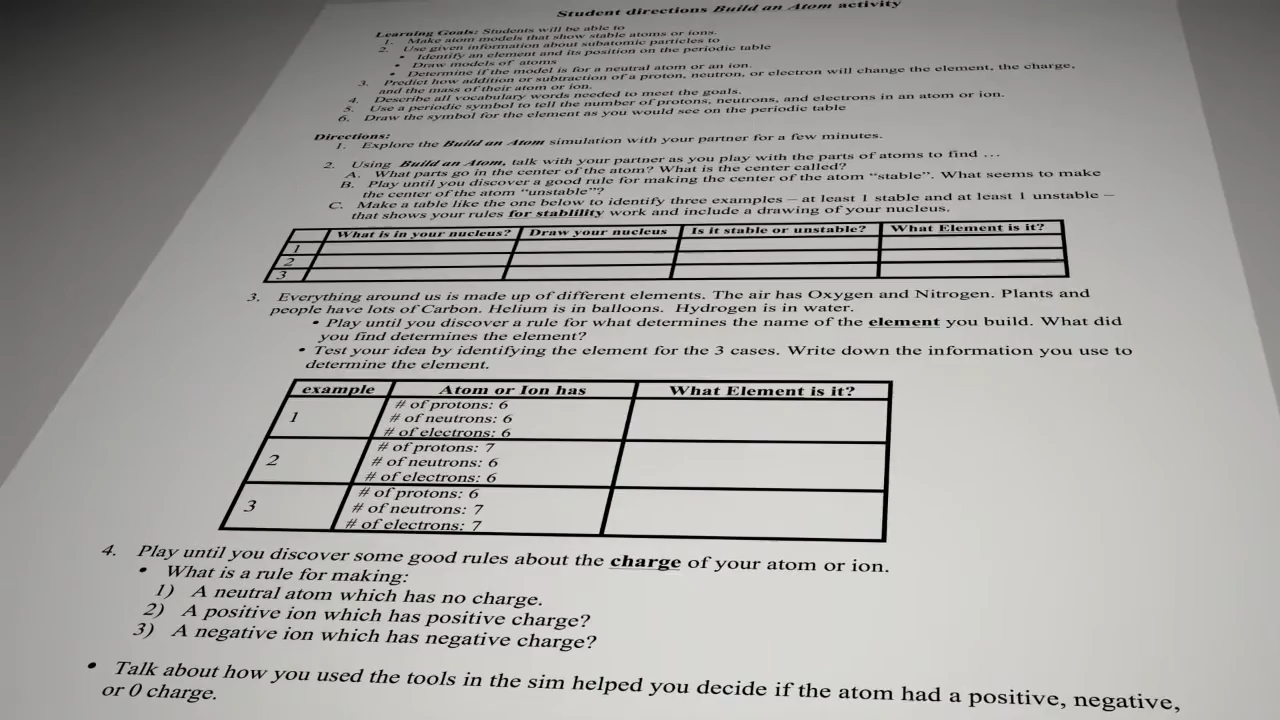 Student directions Build an Atom activity
Learning Goals: Students will be able to
1. Make atom models that show stable atoms or ions.
2. Use given information about subatomic particles to
• Identify an element and its position on the periodic table
• Draw models of atoms
• Determine if the model is for a neutral atom or an ion.
3. Predict how addition or subtraction of a proton, neutron, or electron will change the element, the charge,
and the mass of their atom or ion.
4. Describe all vocabulary words needed to meet the goals.
5. Use a periodic symbol to tell the number of protons, neutrons, and electrons in an atom or ion.
6. Draw the symbol for the element as you would see on the periodic table
Directions:
1. Explore the Build an Atom simulation with your partner for a few minutes.
2. Using Build an Atom, talk with your partner as you play with the parts of atoms to find …
A. What parts go in the center of the atom? What is the center called?
B. Play until you discover a good rule for making the center of the atom “stable”. What seems to make
the center of the atom “unstable”?
C. Make a table like the one below to identify three examples – at least 1 stable and at least 1 unstable –
that shows your rules for stablility work and include a drawing of your nucleus.
What is in your nucleus? Draw your nucleus Is it stable or unstable? What Element is it?
1
2
3
3. Everything around us is made up of different elements. The air has Oxygen and Nitrogen. Plants and
people have lots of Carbon. Helium is in balloons. Hydrogen is in water.
• Play until you discover a rule for what determines the name of the element you build. What did
you find determines the element?
• Test your idea by identifying the element for the 3 cases. Write down the information you use to
determine the element.
example Atom or Ion has What Element is it?
1
# of protons: 6
# of neutrons: 6
# of electrons: 6
2
# of protons: 7
# of neutrons: 6
# of electrons: 6
3
# of protons: 6
# of neutrons: 7
# of electrons: 7
4. Play until you discover some good rules about the charge of your atom or ion.
• What is a rule for making:
1) A neutral atom which has no charge.
2) A positive ion which has positive charge?
3) A negative ion which has negative charge?
• Talk about how you used the tools in the sim helped you decide if the atom had a positive, negative,
or 0 charge.